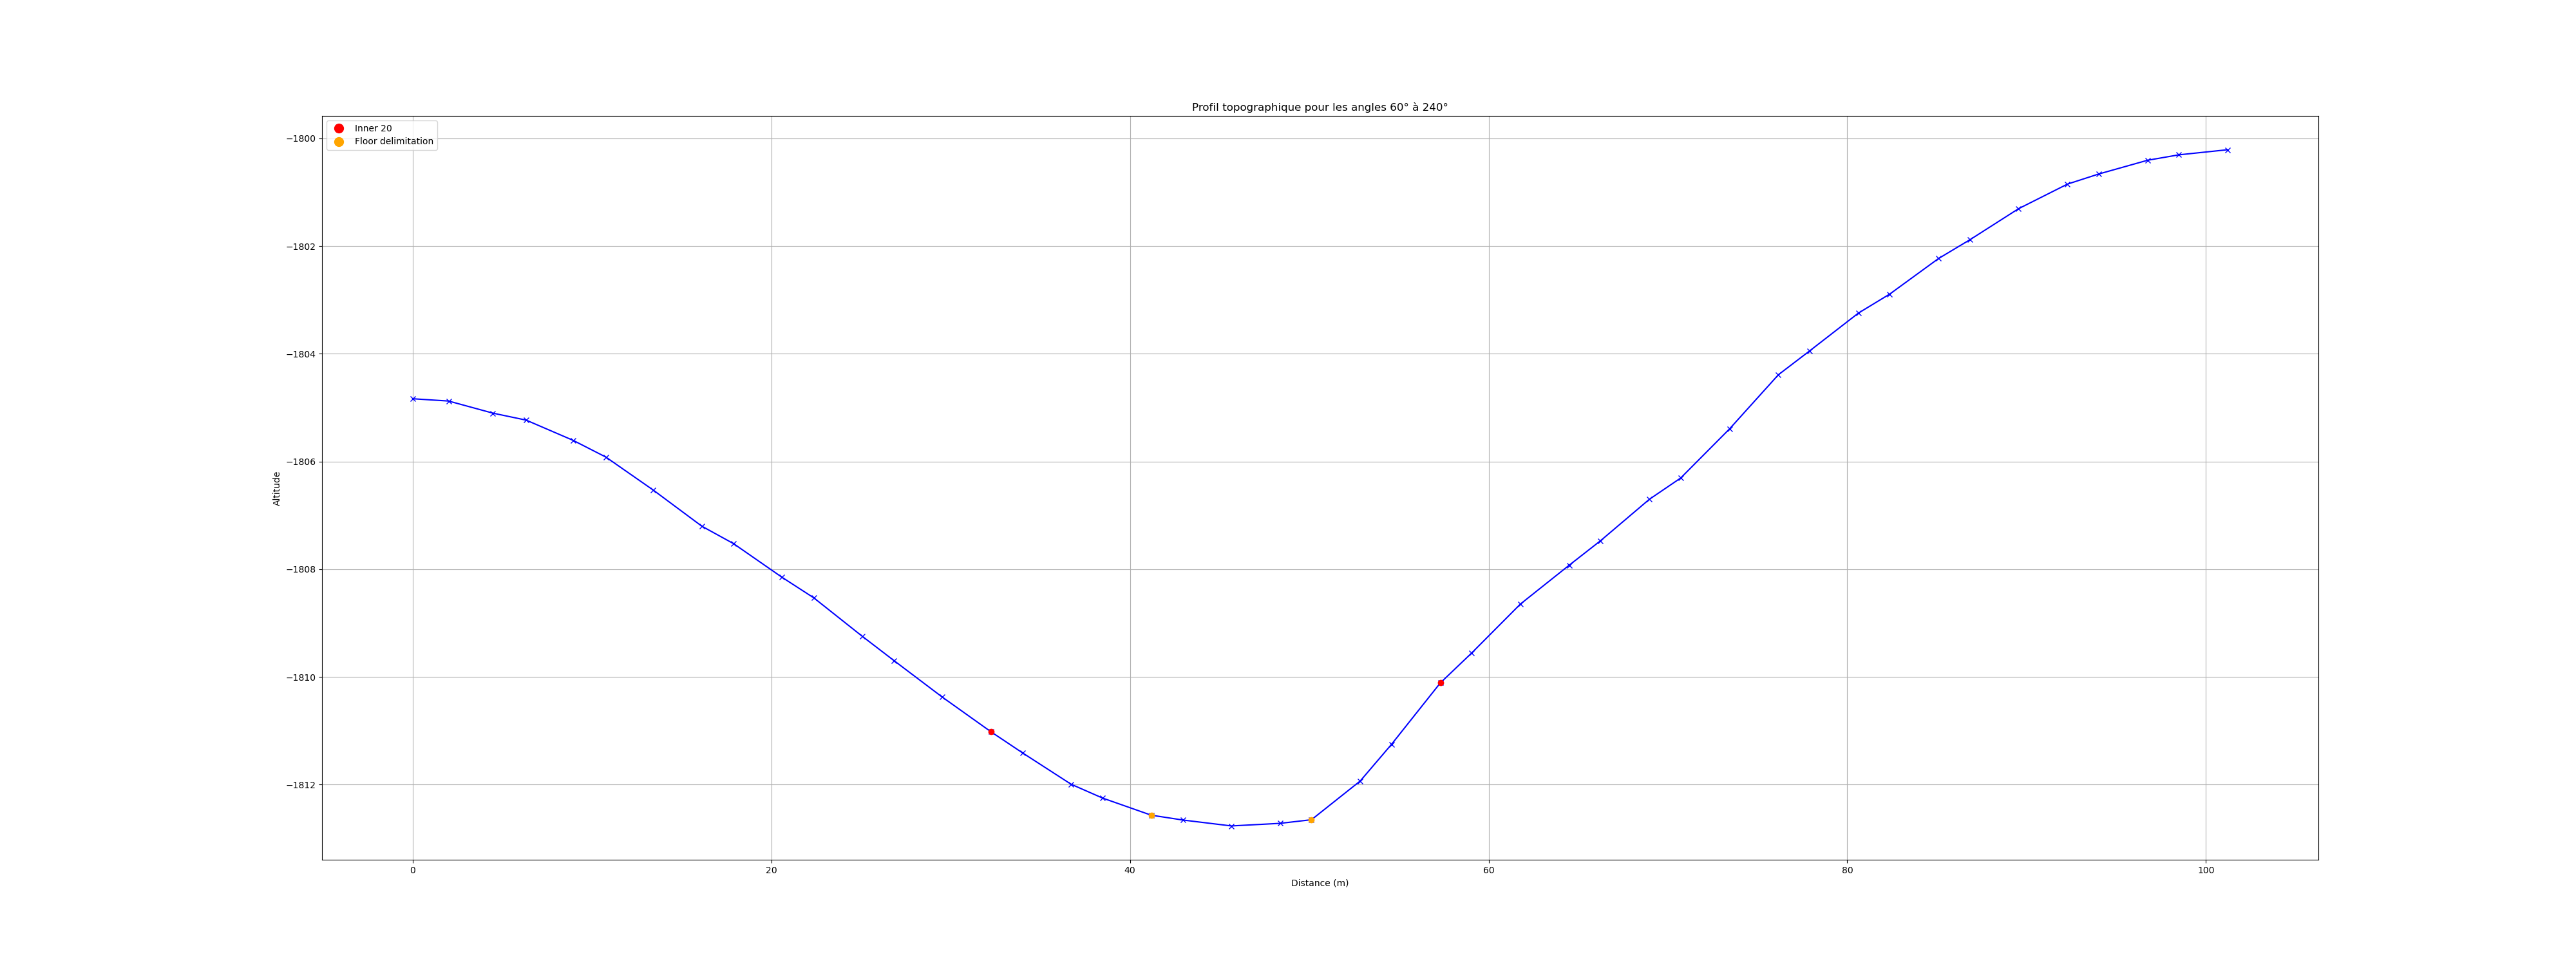 Profil topographique pour les angles 60° à 240°
Inner 20
Floor delimitation
−1800
−1802
−1804
−1806
−1808
−1810
−1812
Altitude
0 20 40 60 80 100
Distance (m)